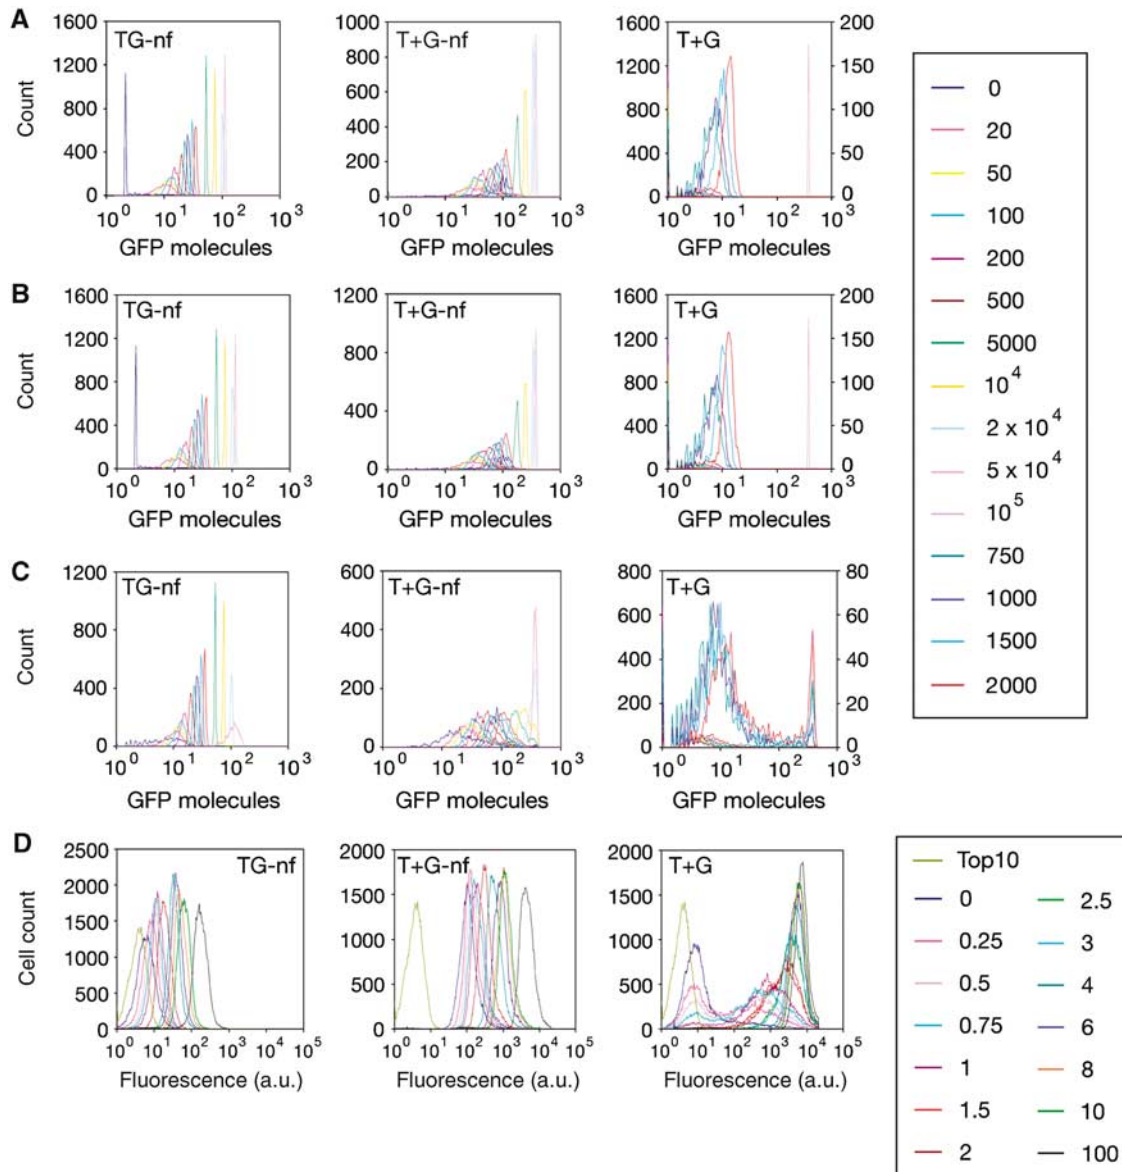 A
TG-nf
T+G-nf
T+G
1600
1200
800
400
0
1000
800
600
400
200
0
1600
1200
800
400
0
200
150
100
50
0
Count
10^0 10^1 10^2 10^3
10^0 10^1 10^2 10^3
10^0 10^1 10^2 10^3
GFP molecules
GFP molecules
GFP molecules
B
TG-nf
T+G-nf
T+G
1600
1200
800
400
0
1200
800
400
0
1600
1200
800
400
0
200
150
100
50
0
Count
10^0 10^1 10^2 10^3
10^0 10^1 10^2 10^3
10^0 10^1 10^2 10^3
GFP molecules
GFP molecules
GFP molecules
C
TG-nf
T+G-nf
T+G
1200
800
400
0
600
400
200
0
800
600
400
200
0
80
60
40
20
0
Count
10^0 10^1 10^2 10^3
10^0 10^1 10^2 10^3
10^0 10^1 10^2 10^3
GFP molecules
GFP molecules
GFP molecules
0
20
50
100
200
500
5000
10^4
2 x 10^4
5 x 10^4
10^5
750
1000
1500
2000
D
TG-nf
T+G-nf
T+G
2500
2000
1500
1000
500
0
2000
1500
1000
500
0
2000
1500
1000
500
0
Cell count
10^0 10^1 10^2 10^3 10^4 10^5
10^0 10^1 10^2 10^3 10^4 10^5
10^0 10^1 10^2 10^3 10^4 10^5
Fluorescence (a.u.)
Fluorescence (a.u.)
Fluorescence (a.u.)
Top10
0
0.25
0.5
0.75
1
1.5
2
2.5
3
4
6
8
10
100